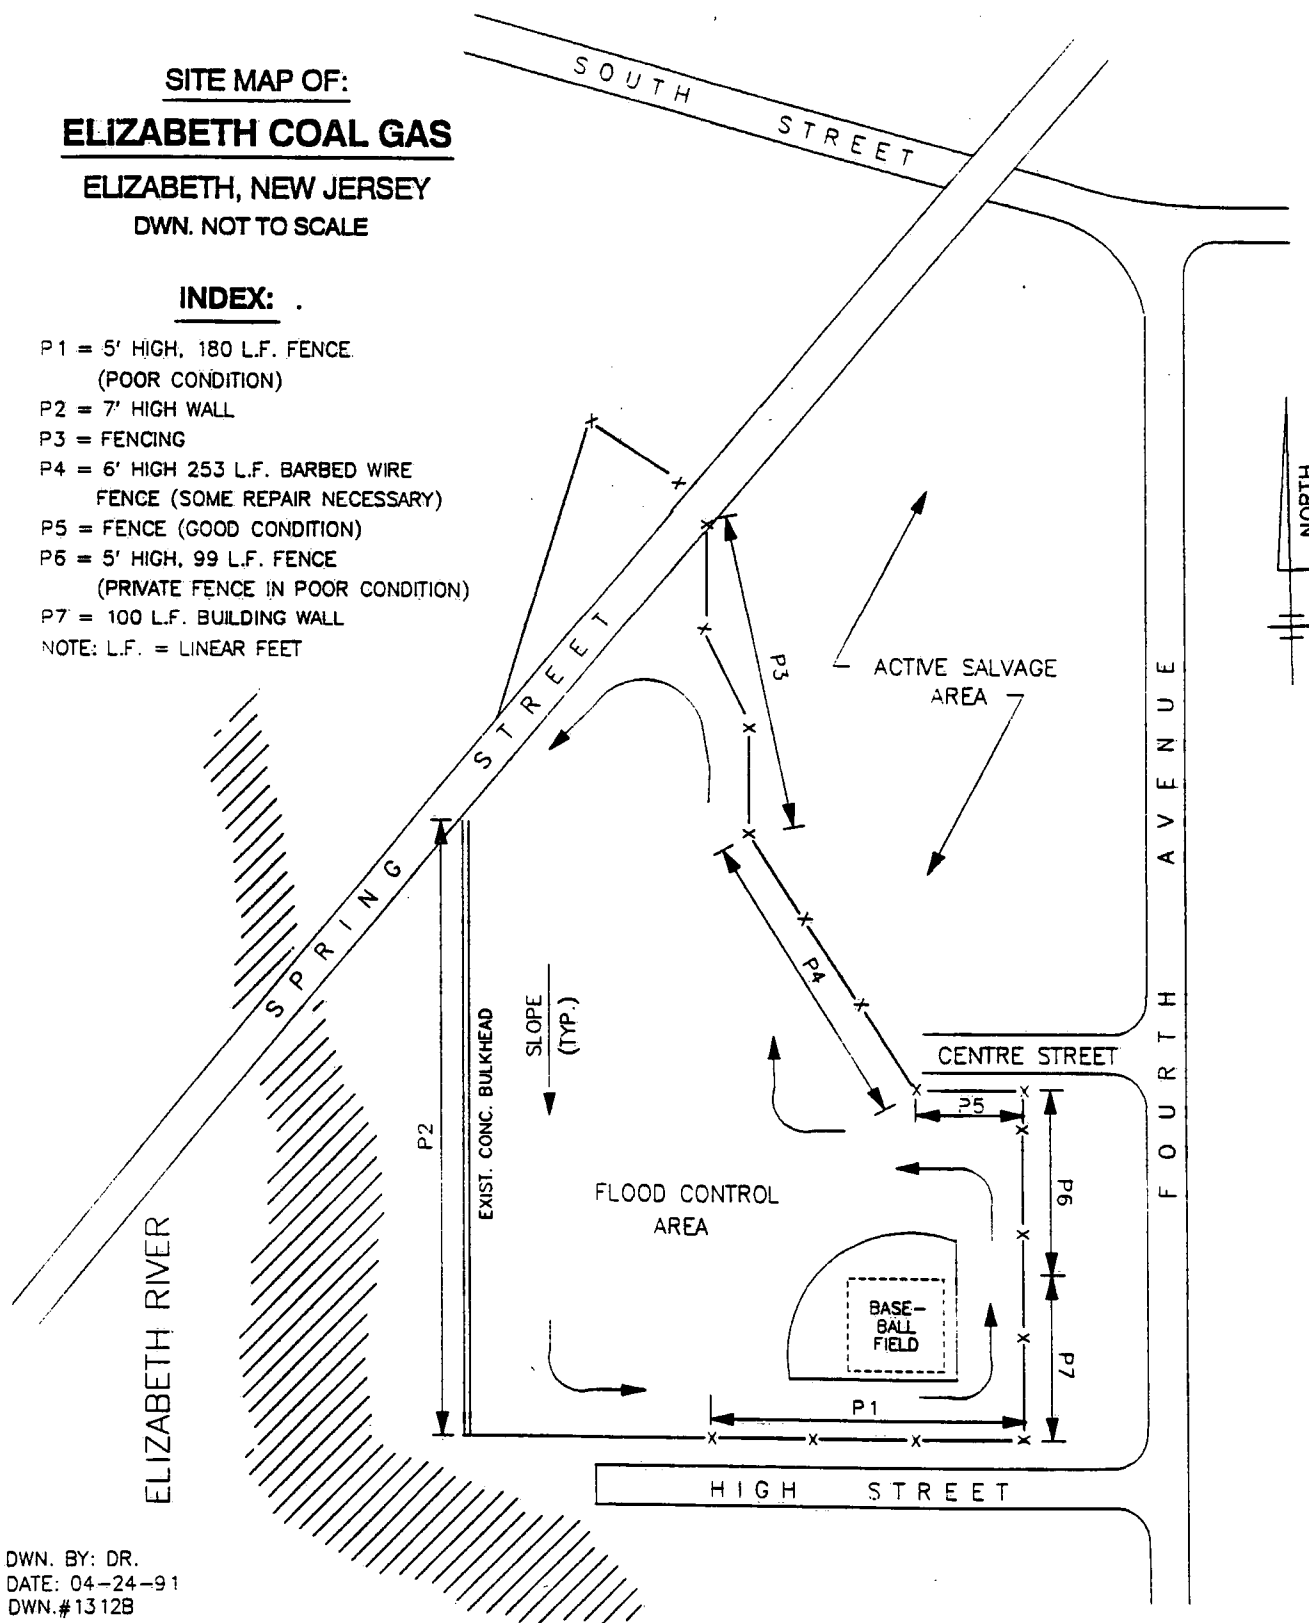 SITE MAP OF:
ELIZABETH COAL GAS
ELIZABETH, NEW JERSEY
DWN. NOT TO SCALE
INDEX:
P1 = 5' HIGH, 180 L.F. FENCE
(POOR CONDITION)
P2 = 7' HIGH WALL
P3 = FENCING
P4 = 6' HIGH 253 L.F. BARBED WIRE
FENCE (SOME REPAIR NECESSARY)
P5 = FENCE (GOOD CONDITION)
P6 = 5' HIGH, 99 L.F. FENCE
(PRIVATE FENCE IN POOR CONDITION)
P7 = 100 L.F. BUILDING WALL
NOTE: L.F. = LINEAR FEET
SOUTH STREET
NORTH
SPRING STREET
P3
ACTIVE SALVAGE
AREA
FOURTH AVENUE
P4
P2
EXIST. CONC. BULKHEAD
SLOPE
(TYP.)
CENTRE STREET
P5
P6
FLOOD CONTROL
AREA
BASE-
BALL
FIELD
P7
P1
HIGH STREET
ELIZABETH RIVER
DWN. BY: DR.
DATE: 04-24-91
DWN.#1312B